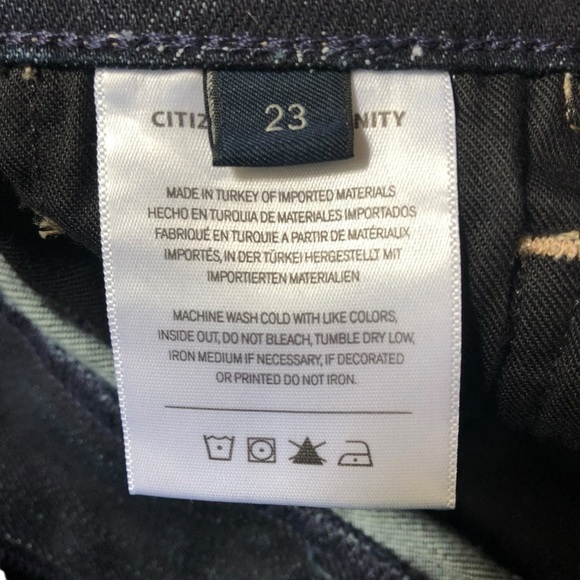 23
MADE IN TURKEY OF IMPORTED MATERIALS
HECHO EN TURQUIA DE MATERIALES IMPORTADOS
FABRIQUÉ EN TURQUIE A PARTIR DE MATÉRIAUX
IMPORTÉS, IN DER TÜRKEI HERGESTELLT MIT
IMPORTIERTEN MATERIALIEN
MACHINE WASH COLD WITH LIKE COLORS,
INSIDE OUT, DO NOT BLEACH, TUMBLE DRY LOW,
IRON MEDIUM IF NECESSARY, IF DECORATED
OR PRINTED DO NOT IRON.